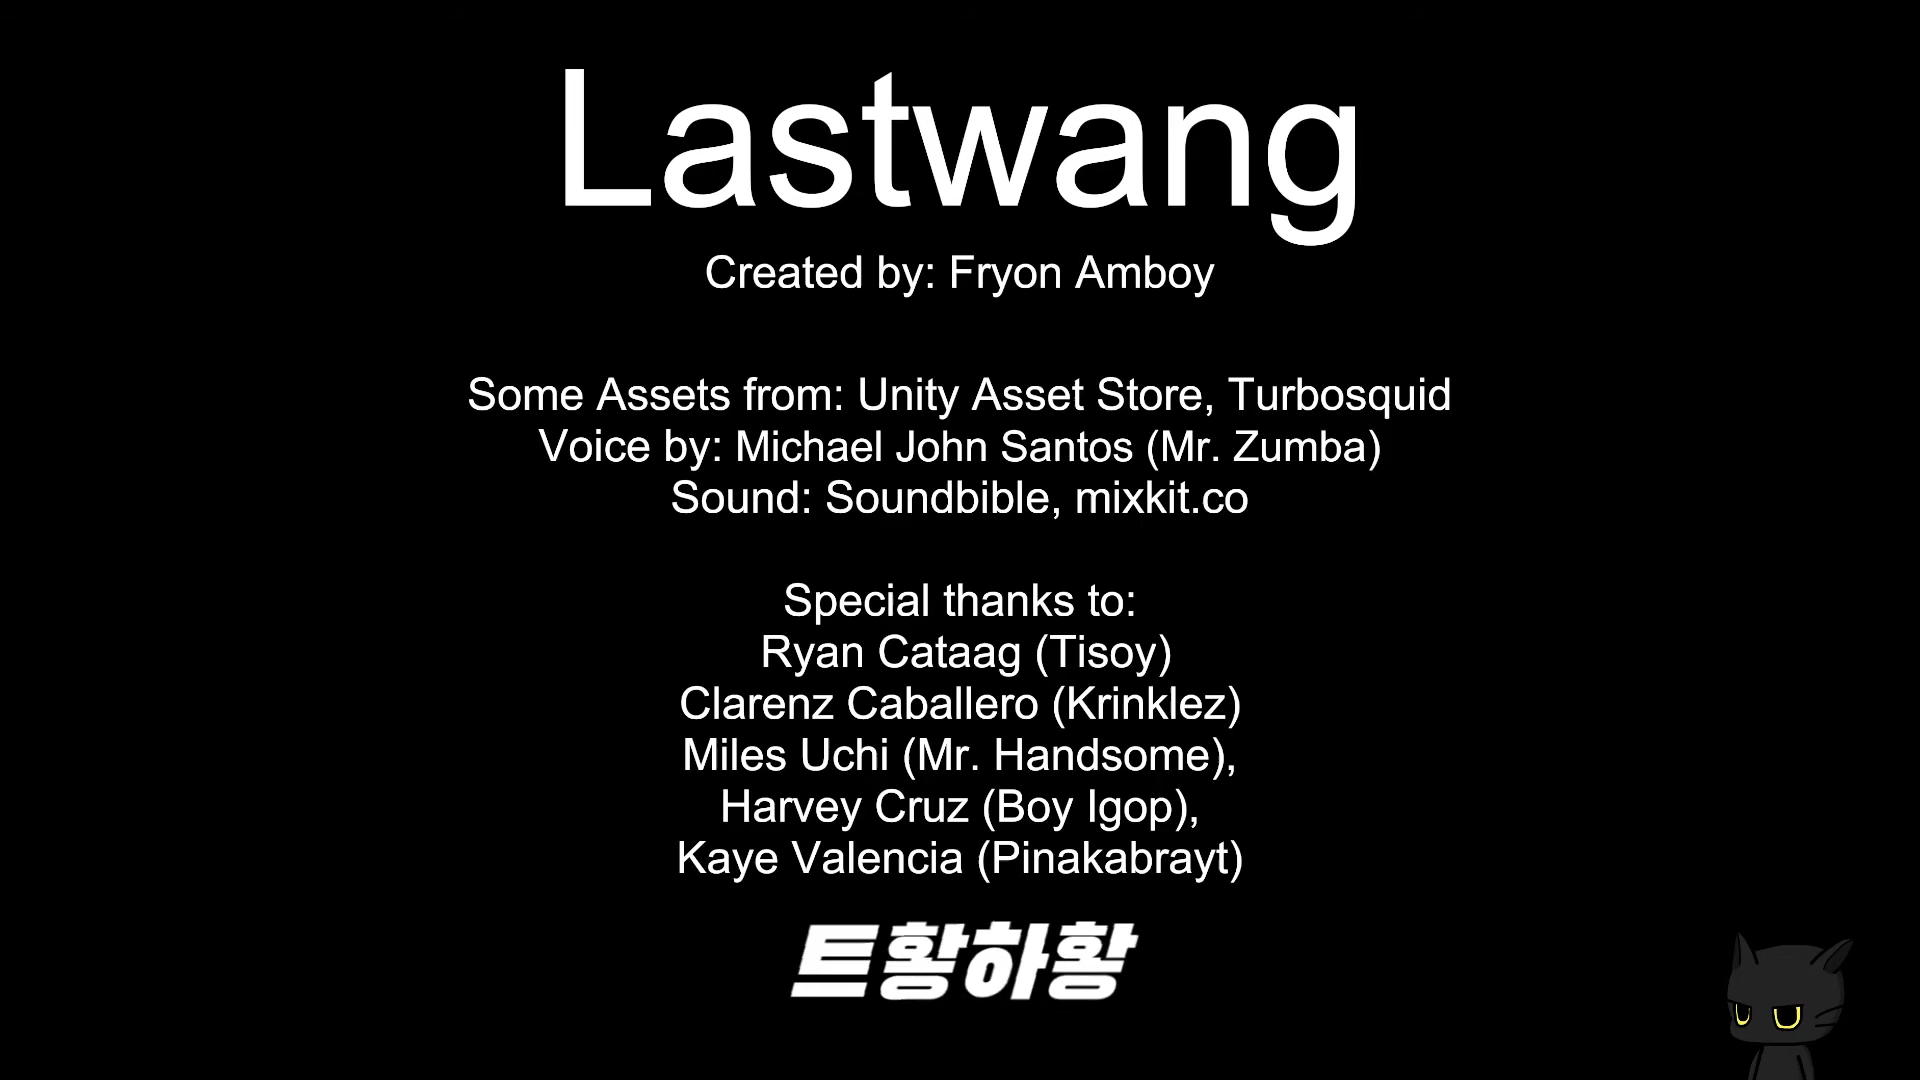 Lastwang
Created by: Fryon Amboy
Some Assets from: Unity Asset Store, Turbosquid
Voice by: Michael John Santos (Mr. Zumba)
Sound: Soundbible, mixkit.co
Special thanks to:
Ryan Cataag (Tisoy)
Clarenz Caballero (Krinklez)
Miles Uchi (Mr. Handsome),
Harvey Cruz (Boy Igop),
Kaye Valencia (Pinakabrayt)
트황하황